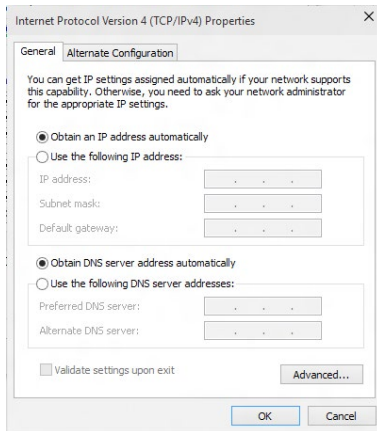 Internet Protocol Version 4 (TCP/IPv4) Properties
General
Alternate Configuration
You can get IP settings assigned automatically if your network supports
this capability. Otherwise, you need to ask your network administrator
for the appropriate IP settings.
Obtain an IP address automatically
Use the following IP address:
IP address:
Subnet mask:
Default gateway:
Obtain DNS server address automatically
Use the following DNS server addresses:
Preferred DNS server:
Alternate DNS server:
Validate settings upon exit
Advanced...
OK
Cancel